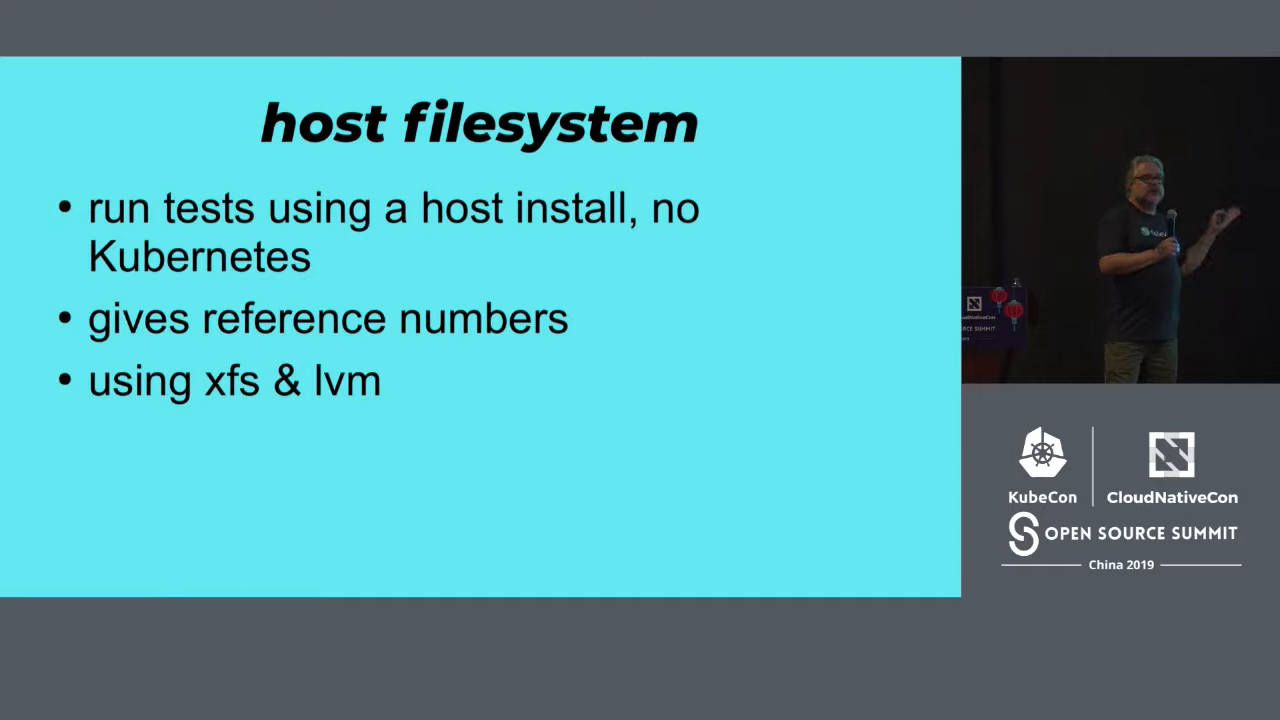 host filesystem
• run tests using a host install, no
Kubernetes
• gives reference numbers
• using xfs & lvm
KubeCon
CloudNativeCon
OPEN SOURCE SUMMIT
China 2019